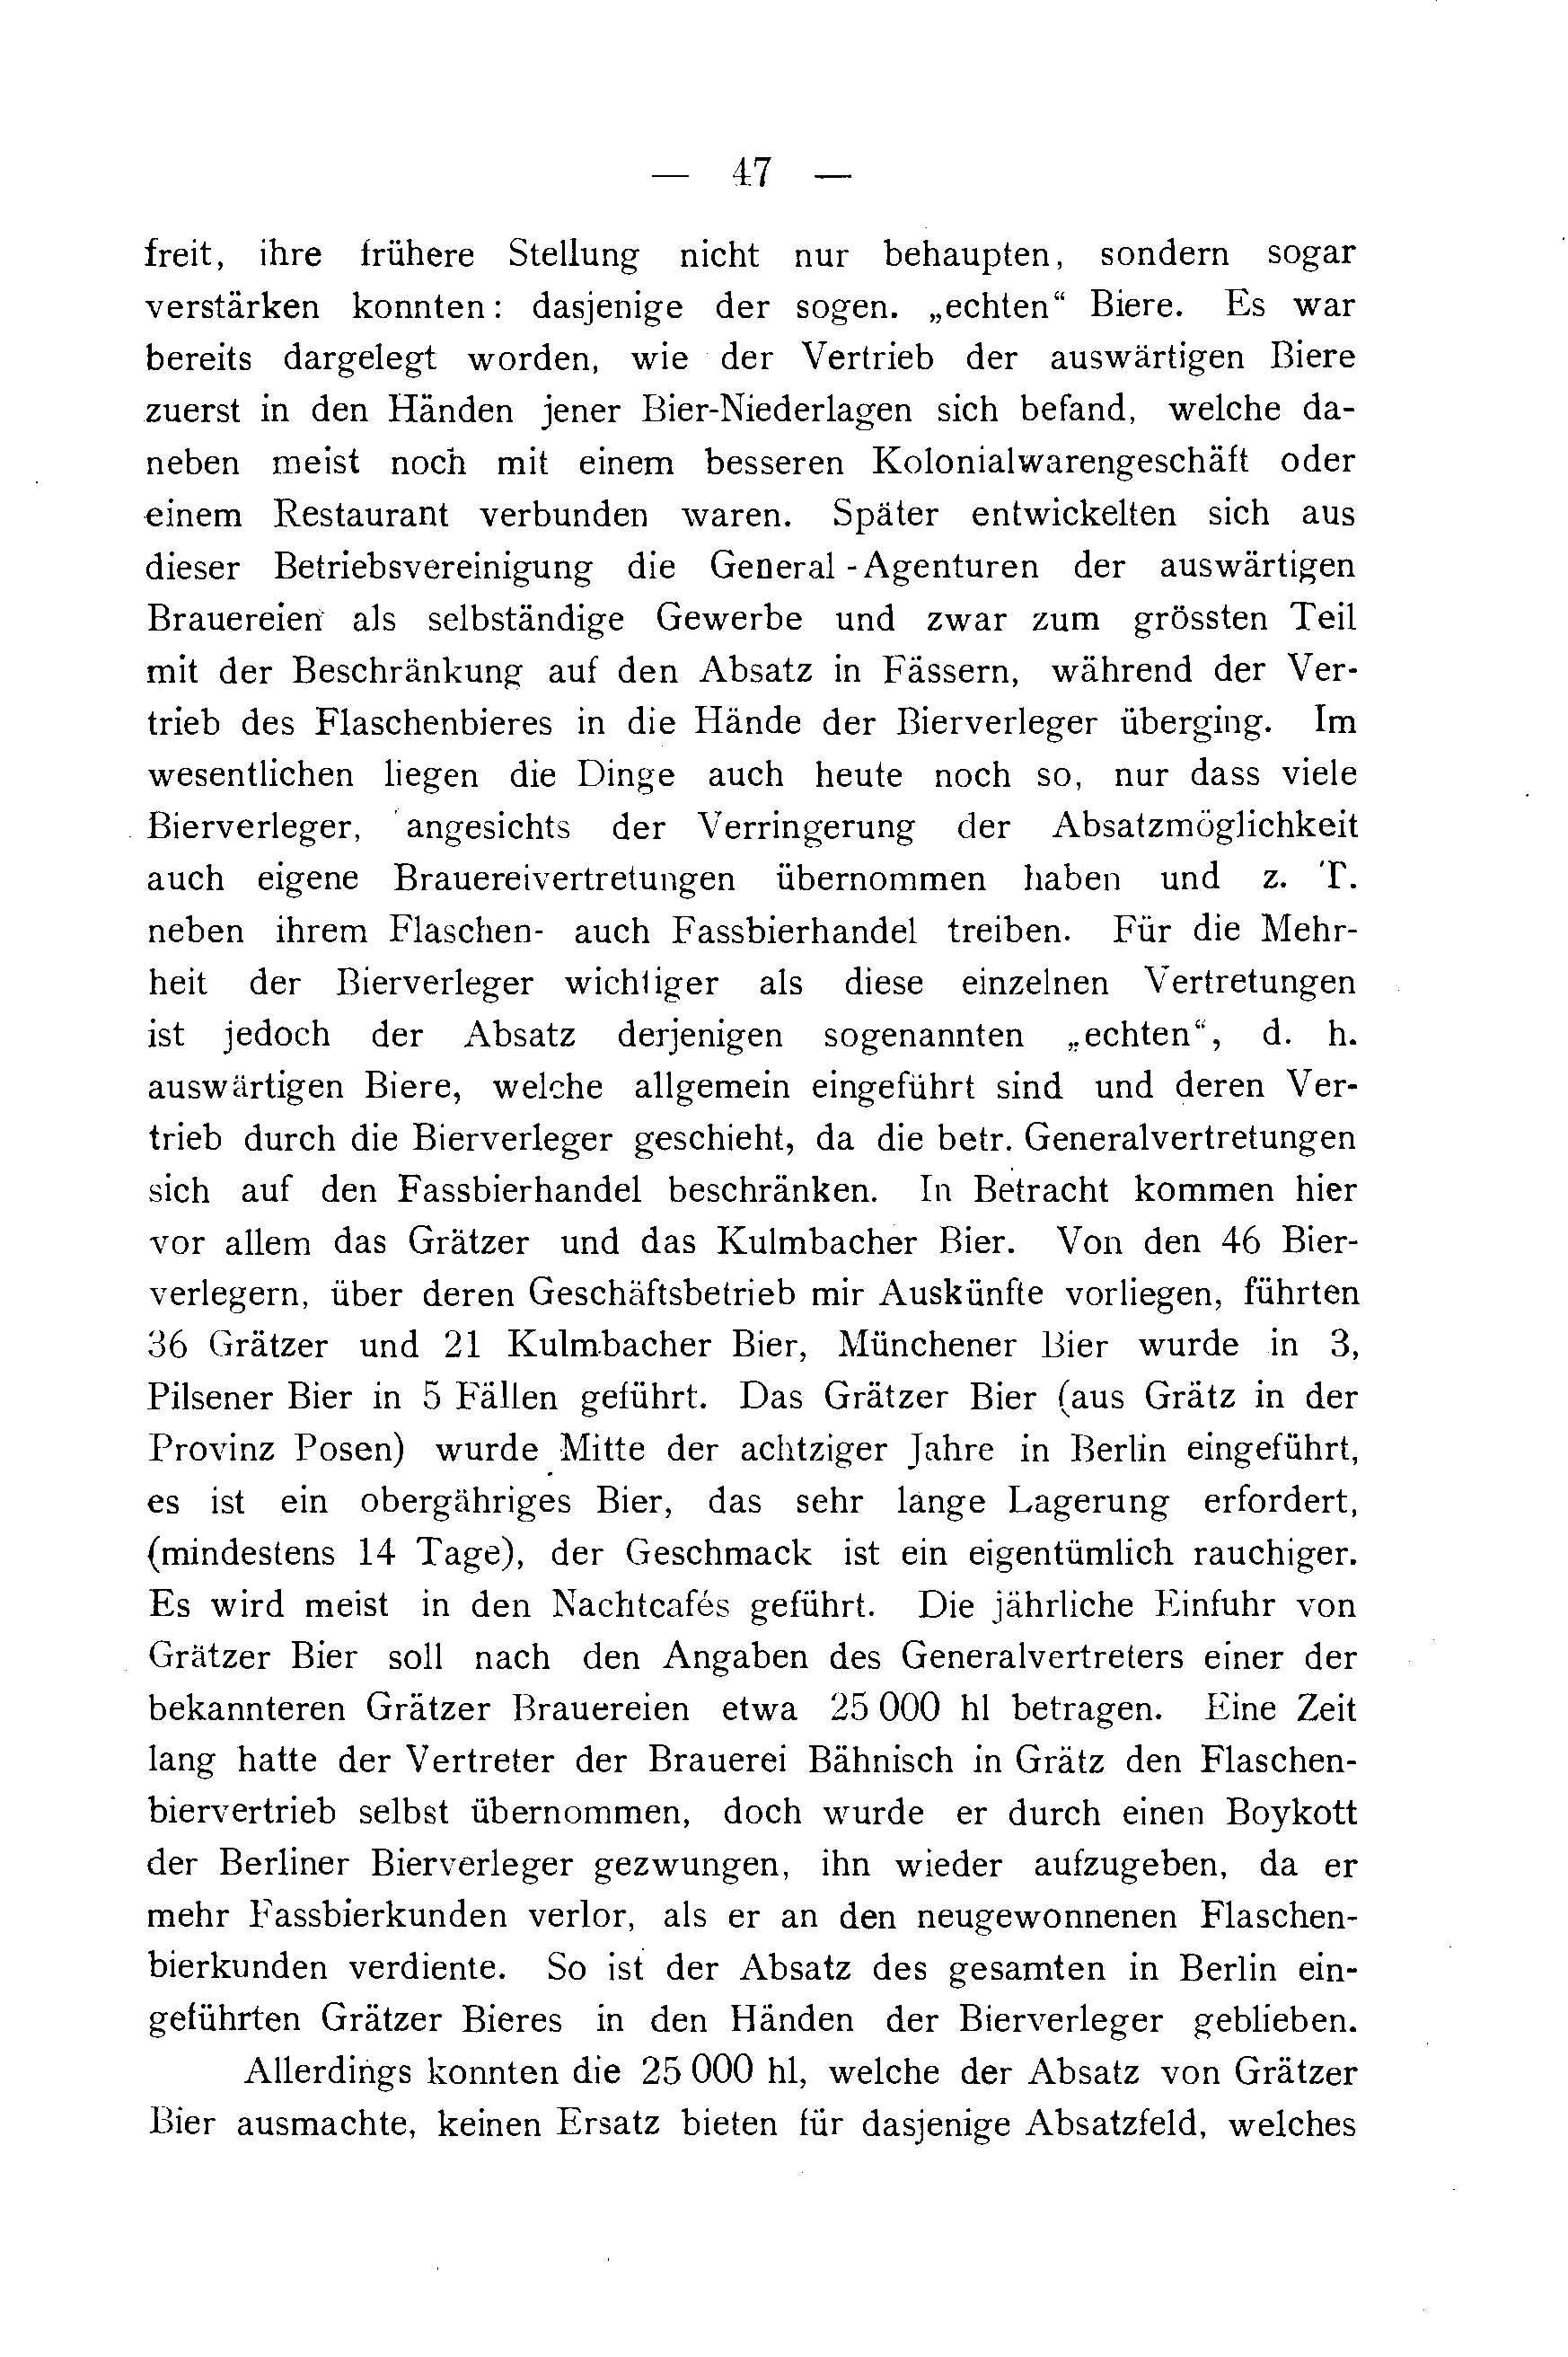 — 47 —
freit, ihre frühere Stellung nicht nur behaupten, sondern sogar
verstärken konnten: dasjenige der sogen. „echten“ Biere. Es war
bereits dargelegt worden, wie der Vertrieb der auswärtigen Biere
zuerst in den Händen jener Bier-Niederlagen sich befand, welche da-
neben meist noch mit einem besseren Kolonialwarengeschäft oder
einem Restaurant verbunden waren. Später entwickelten sich aus
dieser Betriebsvereinigung die General-Agenturen der auswärtigen
Brauereien als selbständige Gewerbe und zwar zum grössten Teil
mit der Beschränkung auf den Absatz in Fässern, während der Ver-
trieb des Flaschenbieres in die Hände der Bierverleger überging. Im
wesentlichen liegen die Dinge auch heute noch so, nur dass viele
Bierverleger, angesichts der Verringerung der Absatzmöglichkeit
auch eigene Brauereivertretungen übernommen haben und z. T.
neben ihrem Flaschen- auch Fassbierhandel treiben. Für die Mehr-
heit der Bierverleger wichtiger als diese einzelnen Vertretungen
ist jedoch der Absatz derjenigen sogenannten „echten“, d. h.
auswärtigen Biere, welche allgemein eingeführt sind und deren Ver-
trieb durch die Bierverleger geschieht, da die betr. Generalvertretungen
sich auf den Fassbierhandel beschränken. In Betracht kommen hier
vor allem das Grätzer und das Kulmbacher Bier. Von den 46 Bier-
verlegern, über deren Geschäftsbetrieb mir Auskünfte vorliegen, führten
36 Grätzer und 21 Kulmbacher Bier, Münchener Bier wurde in 3,
Pilsener Bier in 5 Fällen geführt. Das Grätzer Bier (aus Grätz in der
Provinz Posen) wurde Mitte der achtziger Jahre in Berlin eingeführt,
es ist ein obergähriges Bier, das sehr lange Lagerung erfordert,
(mindestens 14 Tage), der Geschmack ist ein eigentümlich rauchiger.
Es wird meist in den Nachtcafés geführt. Die jährliche Einfuhr von
Grätzer Bier soll nach den Angaben des Generalvertreters einer der
bekannteren Grätzer Brauereien etwa 25 000 hl betragen. Eine Zeit
lang hatte der Vertreter der Brauerei Bähnisch in Grätz den Flaschen-
biervertrieb selbst übernommen, doch wurde er durch einen Boykott
der Berliner Bierverleger gezwungen, ihn wieder aufzugeben, da er
mehr Fassbierkunden verlor, als er an den neugewonnenen Flaschen-
bierkunden verdiente. So ist der Absatz des gesamten in Berlin ein-
geführten Grätzer Bieres in den Händen der Bierverleger geblieben.
Allerdings konnten die 25 000 hl, welche der Absatz von Grätzer
Bier ausmachte, keinen Ersatz bieten für dasjenige Absatzfeld, welches